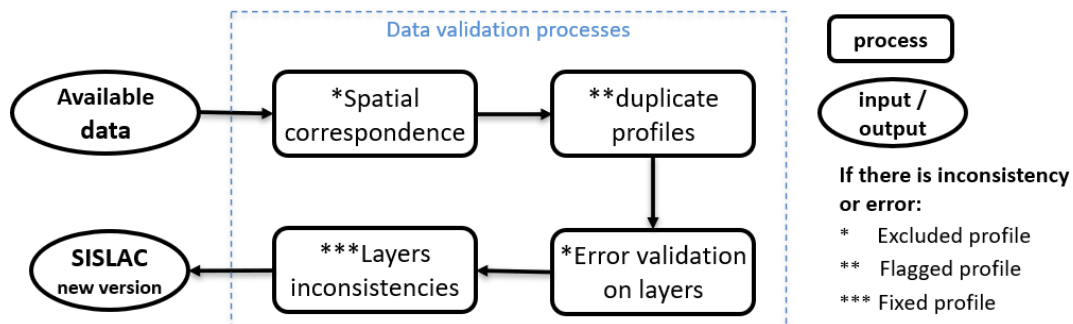 Data validation processes
Available
data
*Spatial
correspondence
**duplicate
profiles
*Error validation
on layers
***Layers
inconsistencies
SISLAC
new version
process
input /
output
If there is inconsistency
or error:
* Excluded profile
** Flagged profile
*** Fixed profile